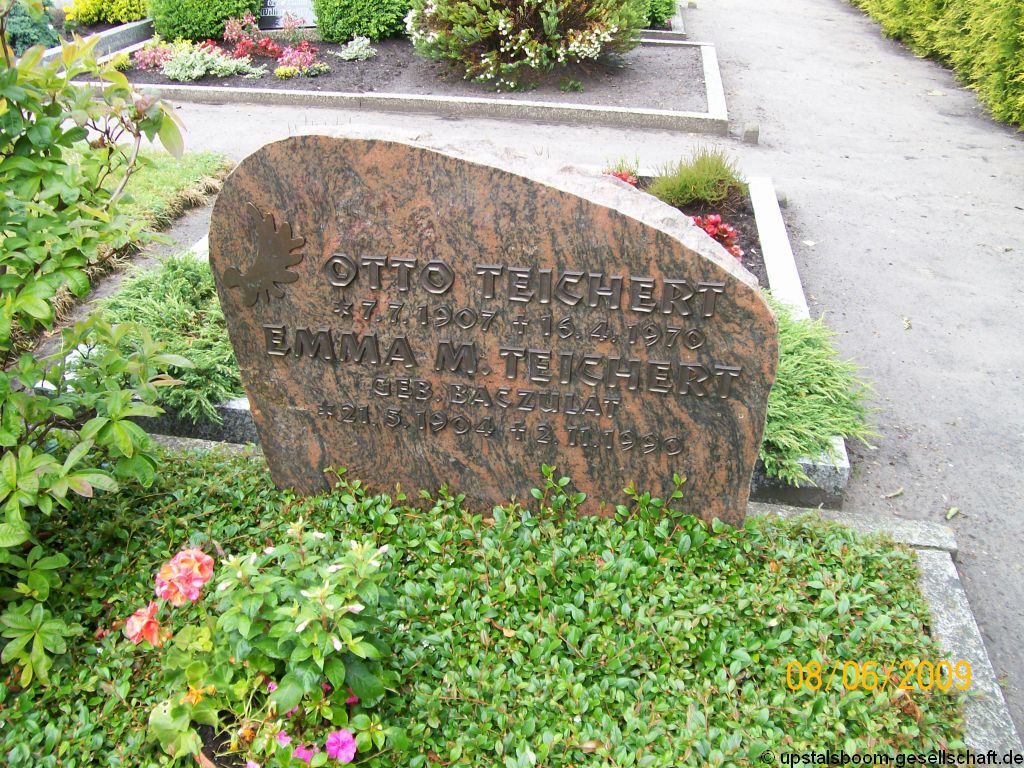 OTTO TEICHERT
* 7.7.1907 + 16.4.1970
EMMA M. TEICHERT
GEB. BACZULAT
* 21.5.1904 + 2.11.1990
08/06/2009
© upstalsboom-gesellschaft.de